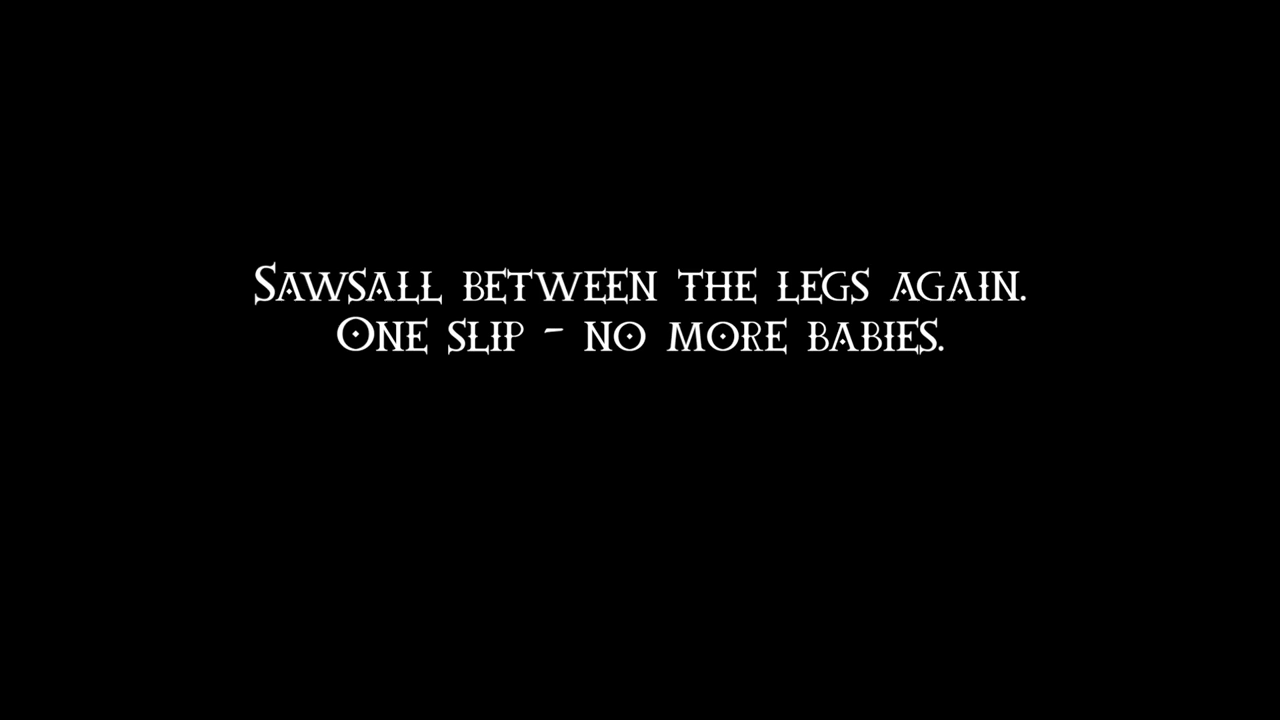 Sawsall between the legs again.
One slip - no more babies.